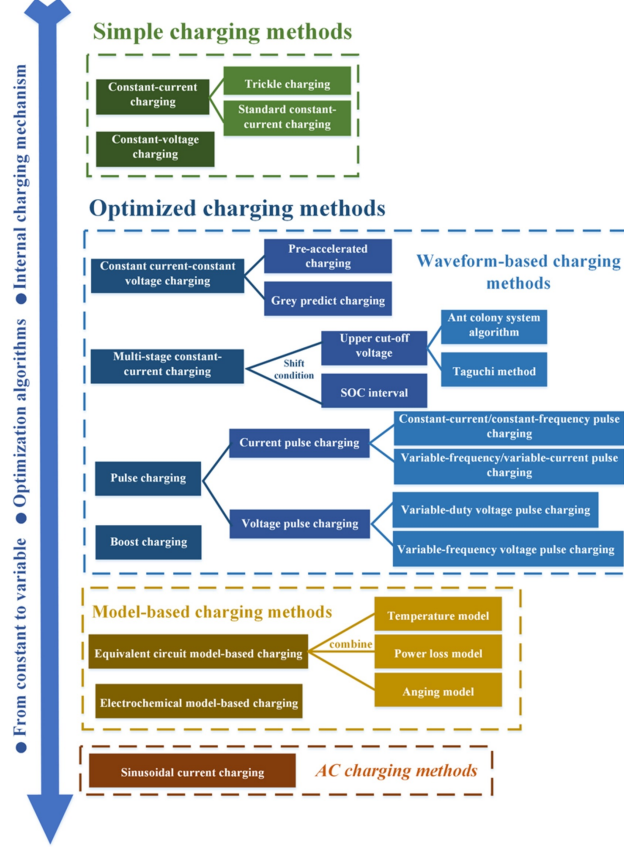 Simple charging methods
Constant-current
charging
Trickle charging
Standard constant-
current charging
Constant-voltage
charging
Optimized charging methods
Waveform-based charging
methods
Constant current-constant
voltage charging
Pre-accelerated
charging
Grey predict charging
Multi-stage constant-
current charging
Shift
condition
Upper cut-off
voltage
SOC interval
Ant colony system
algorithm
Taguchi method
Pulse charging
Current pulse charging
Constant-current/constant-frequency pulse
charging
Variable-frequency/variable-current pulse
charging
Voltage pulse charging
Variable-duty voltage pulse charging
Variable-frequency voltage pulse charging
Boost charging
Model-based charging methods
Equivalent circuit model-based charging
combine
Temperature model
Power loss model
Anging model
Electrochemical model-based charging
Sinusoidal current charging
AC charging methods
● From constant to variable ● Optimization algorithms ● Internal charging mechanism